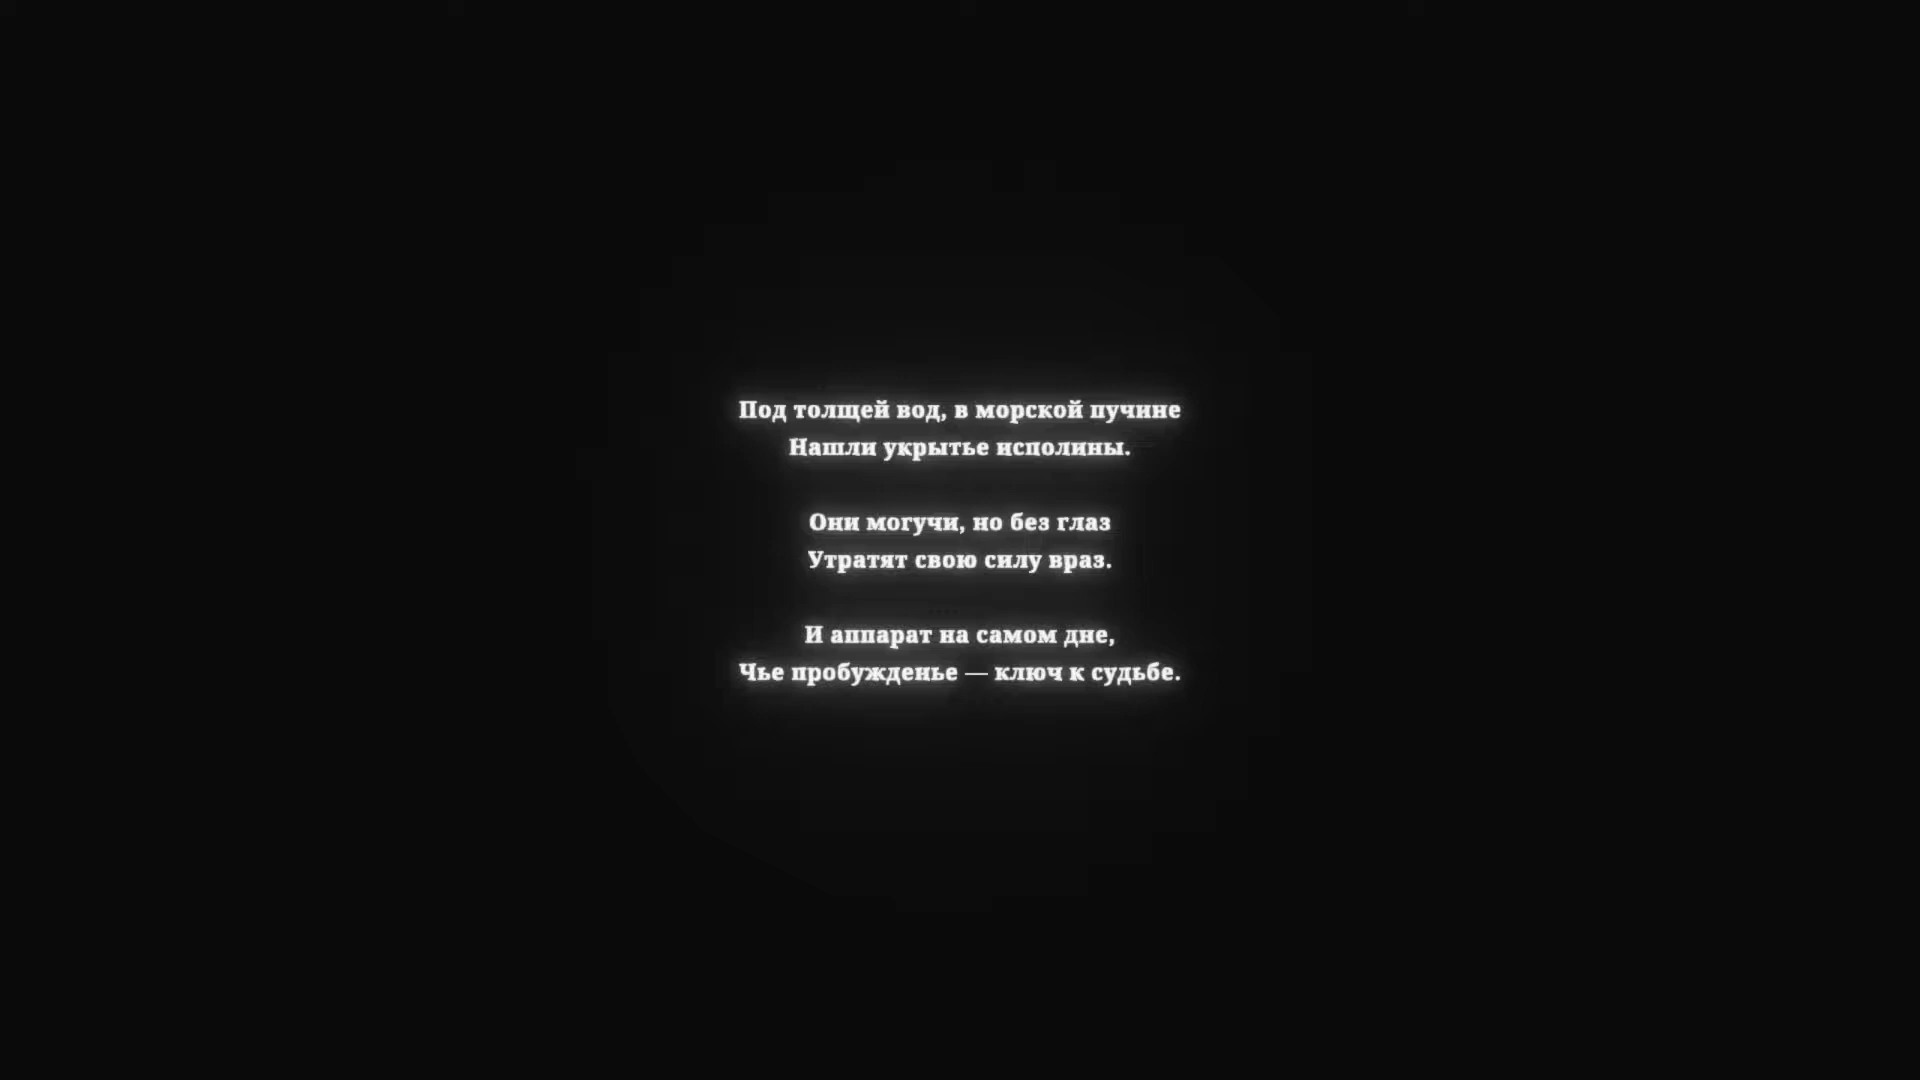 Под толщей вод, в морской пучине
Нашли укрытье исполины.
Они могучи, но без глаз
Утратят свою силу враз.
И аппарат на самом дне,
Чье пробужденье — ключ к судьбе.